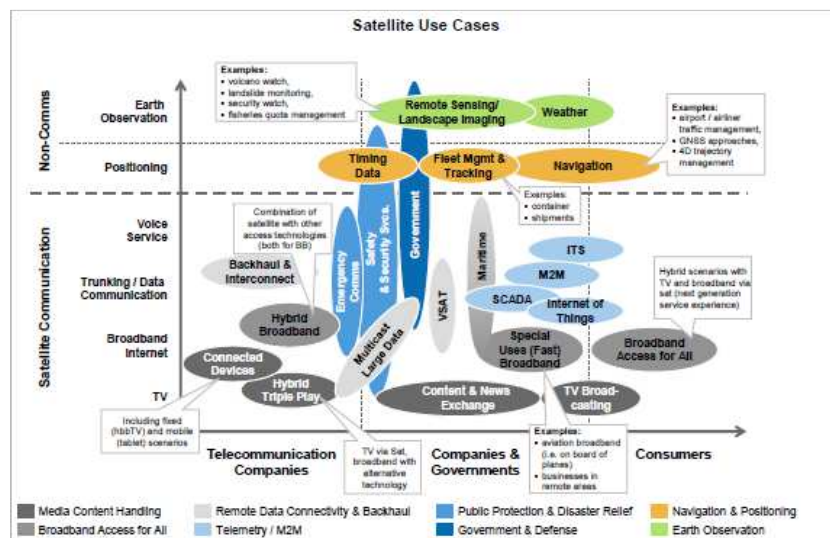 Satellite Use Cases
Non-Comms
Satellite Communication
Earth
Observation
Positioning
Voice
Service
Trunking / Data
Communication
Broadband
Internet
TV
Examples:
• volcano watch,
• landslide monitoring,
• security watch,
• fisheries quota management
Remote Sensing/
Landscape Imaging
Weather
Examples:
• airport / airliner
traffic management,
• GNSS approaches,
• 4D trajectory
management
Timing
Data
Fleet Mgmt &
Tracking
Navigation
Examples:
• container
• shipments
Combination of
satellite with other
access technologies
(both for BB)
Backhaul &
Interconnect
Emergency
Comms
Safety
& Security Svcs.
Government
Maritime
VSAT
ITS
M2M
SCADA
Internet of
Things
Hybrid scenarios with
TV and broadband via
sat (next generation
service experience)
Hybrid
Broadband
Multicast
Large Data
Special
Uses (Fast)
Broadband
Broadband
Access for All
Connected
Devices
Hybrid
Triple Play
Content & News
Exchange
TV Broad-
casting
Including fixed
(hbbTV) and mobile
(tablet) scenarios
TV via Sat,
broadband with
alternative
technology
Examples:
• aviation broadband
(i.e. on board of
planes)
• businesses in
remote areas
Telecommunication
Companies
Companies &
Governments
Consumers
Media Content Handling
Remote Data Connectivity & Backhaul
Public Protection & Disaster Relief
Navigation & Positioning
Broadband Access for All
Telemetry / M2M
Government & Defense
Earth Observation